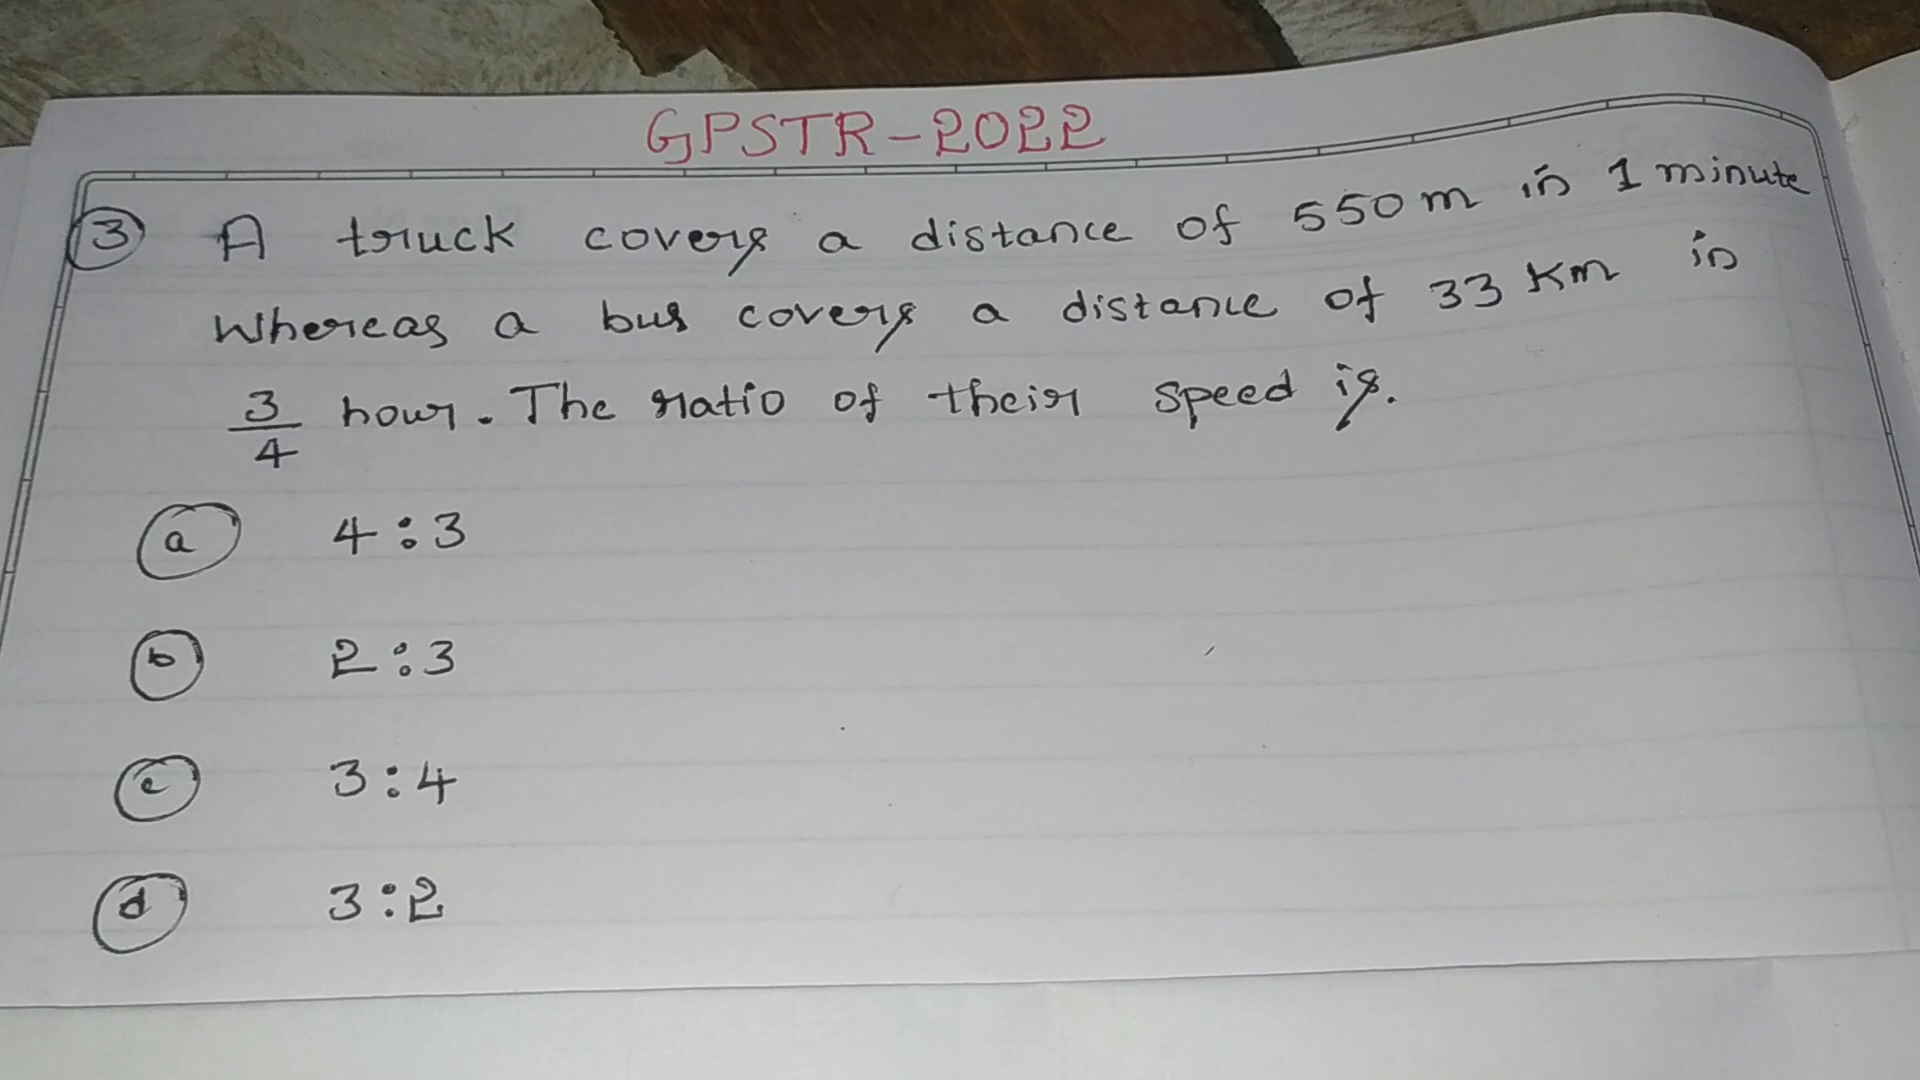 GPSTR-2022
3 A truck covers a distance of 550 m in 1 minute
Whereas a bus covers a distance of 33 Km in
3/4 hour. The ratio of their speed is.
a 4:3
b 2:3
c 3:4
d 3:2